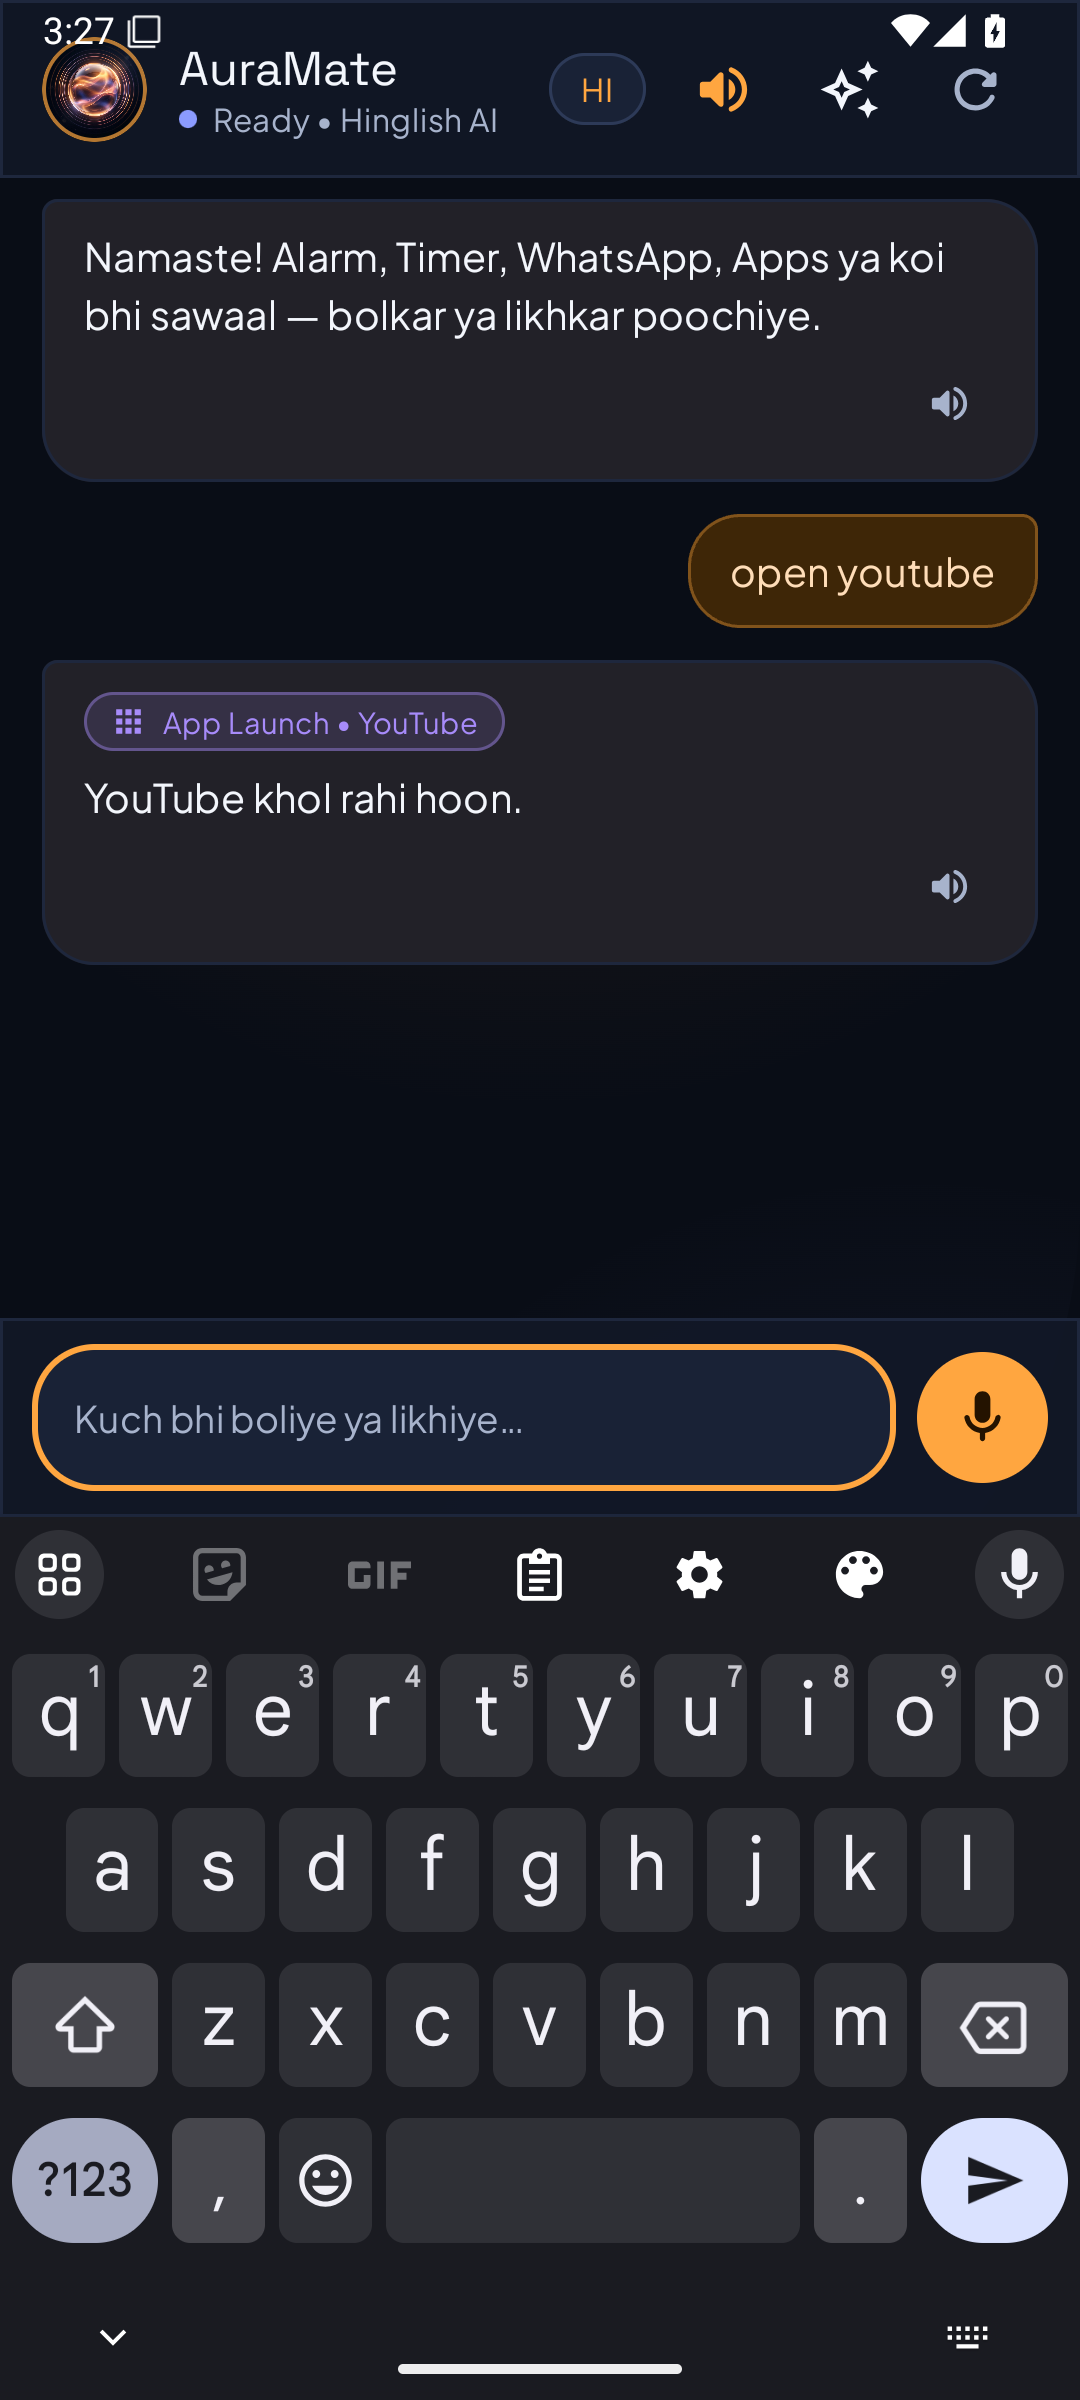 3:27
AuraMate
Ready • Hinglish AI
HI
Namaste! Alarm, Timer, WhatsApp, Apps ya koi
bhi sawaal — bolkar ya likhkar poochiye.
open youtube
App Launch • YouTube
YouTube khol rahi hoon.
Kuch bhi boliye ya likhiye...
GIF
q 1 w 2 e 3 r 4 t 5 y 6 u 7 i 8 o 9 p 0
a s d f g h j k l
z x c v b n m
?123 , .